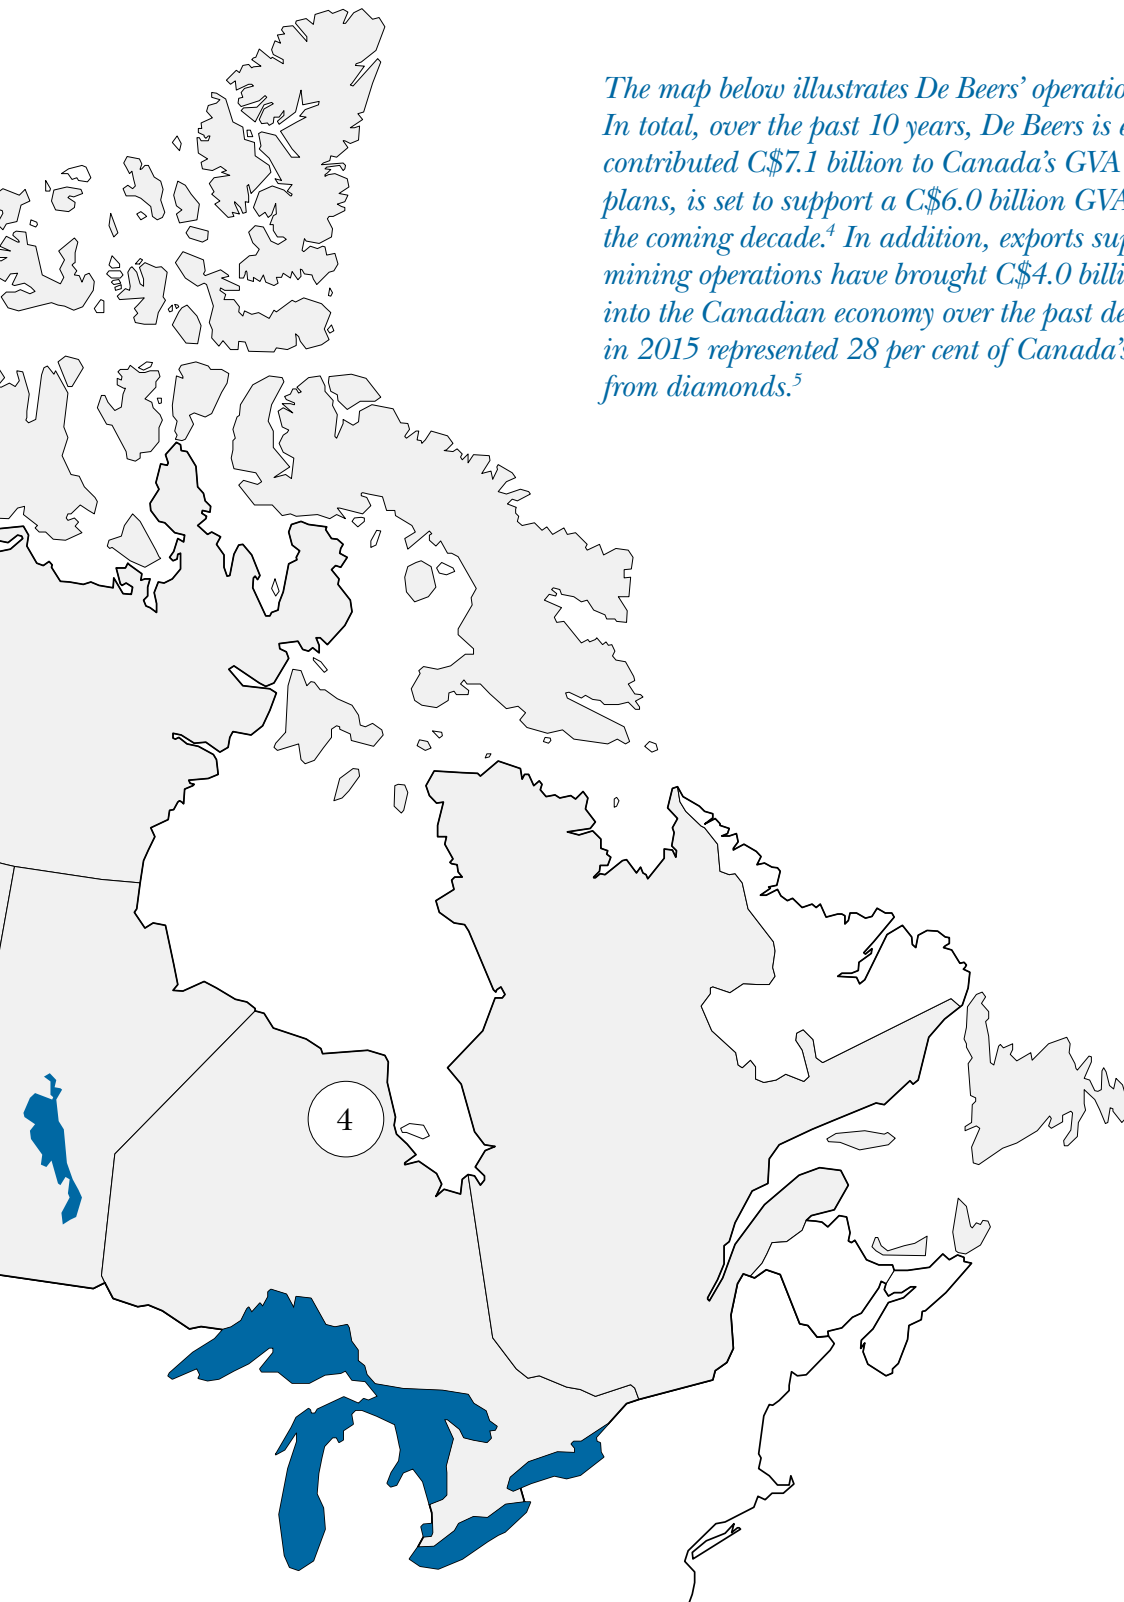 The map below illustrates De Beers’ operatio
In total, over the past 10 years, De Beers is
contributed C$7.1 billion to Canada’s GVA
plans, is set to support a C$6.0 billion GVA
the coming decade.4 In addition, exports sup
mining operations have brought C$4.0 billi
into the Canadian economy over the past de
in 2015 represented 28 per cent of Canada’s
from diamonds.5
4